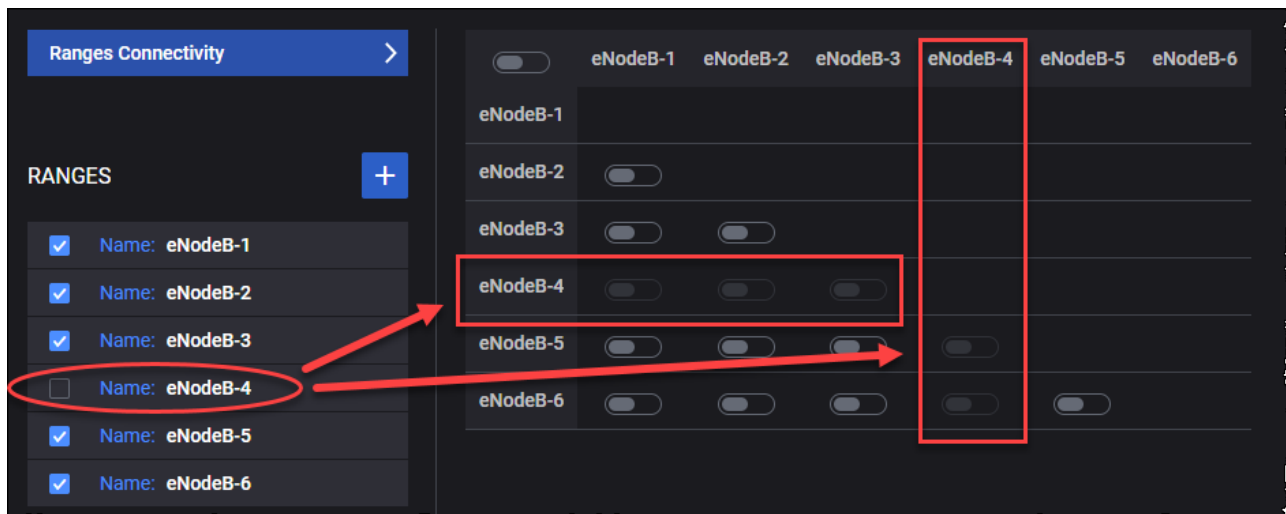 Ranges Connectivity
RANGES
Name: eNodeB-1
Name: eNodeB-2
Name: eNodeB-3
Name: eNodeB-4
Name: eNodeB-5
Name: eNodeB-6
eNodeB-1 eNodeB-2 eNodeB-3 eNodeB-4 eNodeB-5 eNodeB-6
eNodeB-1
eNodeB-2
eNodeB-3
eNodeB-4
eNodeB-5
eNodeB-6